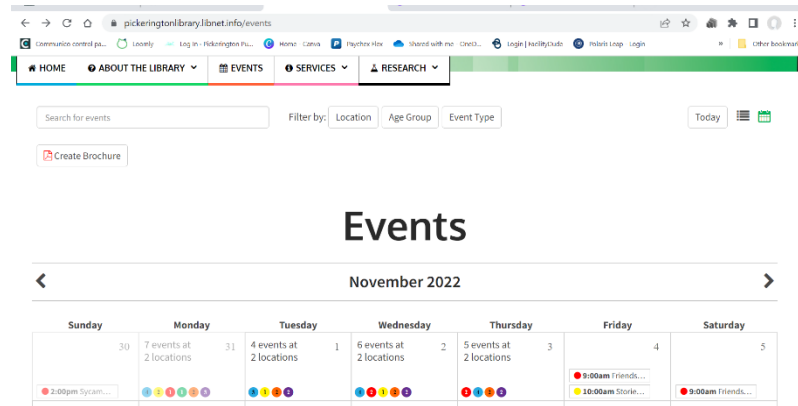 pickeringtonlibrary.libnet.info/events
Communico control pa... Loomly Log In - Pickerington Pu... Home Canva Paychex Flex Shared with me OneD... Login | FacilityDude Polaris Leap Login » Other bookmar
HOME ABOUT THE LIBRARY EVENTS SERVICES RESEARCH
Search for events Filter by: Location Age Group Event Type Today
Create Brochure
Events
November 2022
Sunday Monday Tuesday Wednesday Thursday Friday Saturday
30 7 events at 2 locations 31 4 events at 2 locations 1 6 events at 2 locations 2 5 events at 2 locations 3 4 5
9:00am Friends...
2:00pm Sycam... 10:00am Storie... 9:00am Friends...